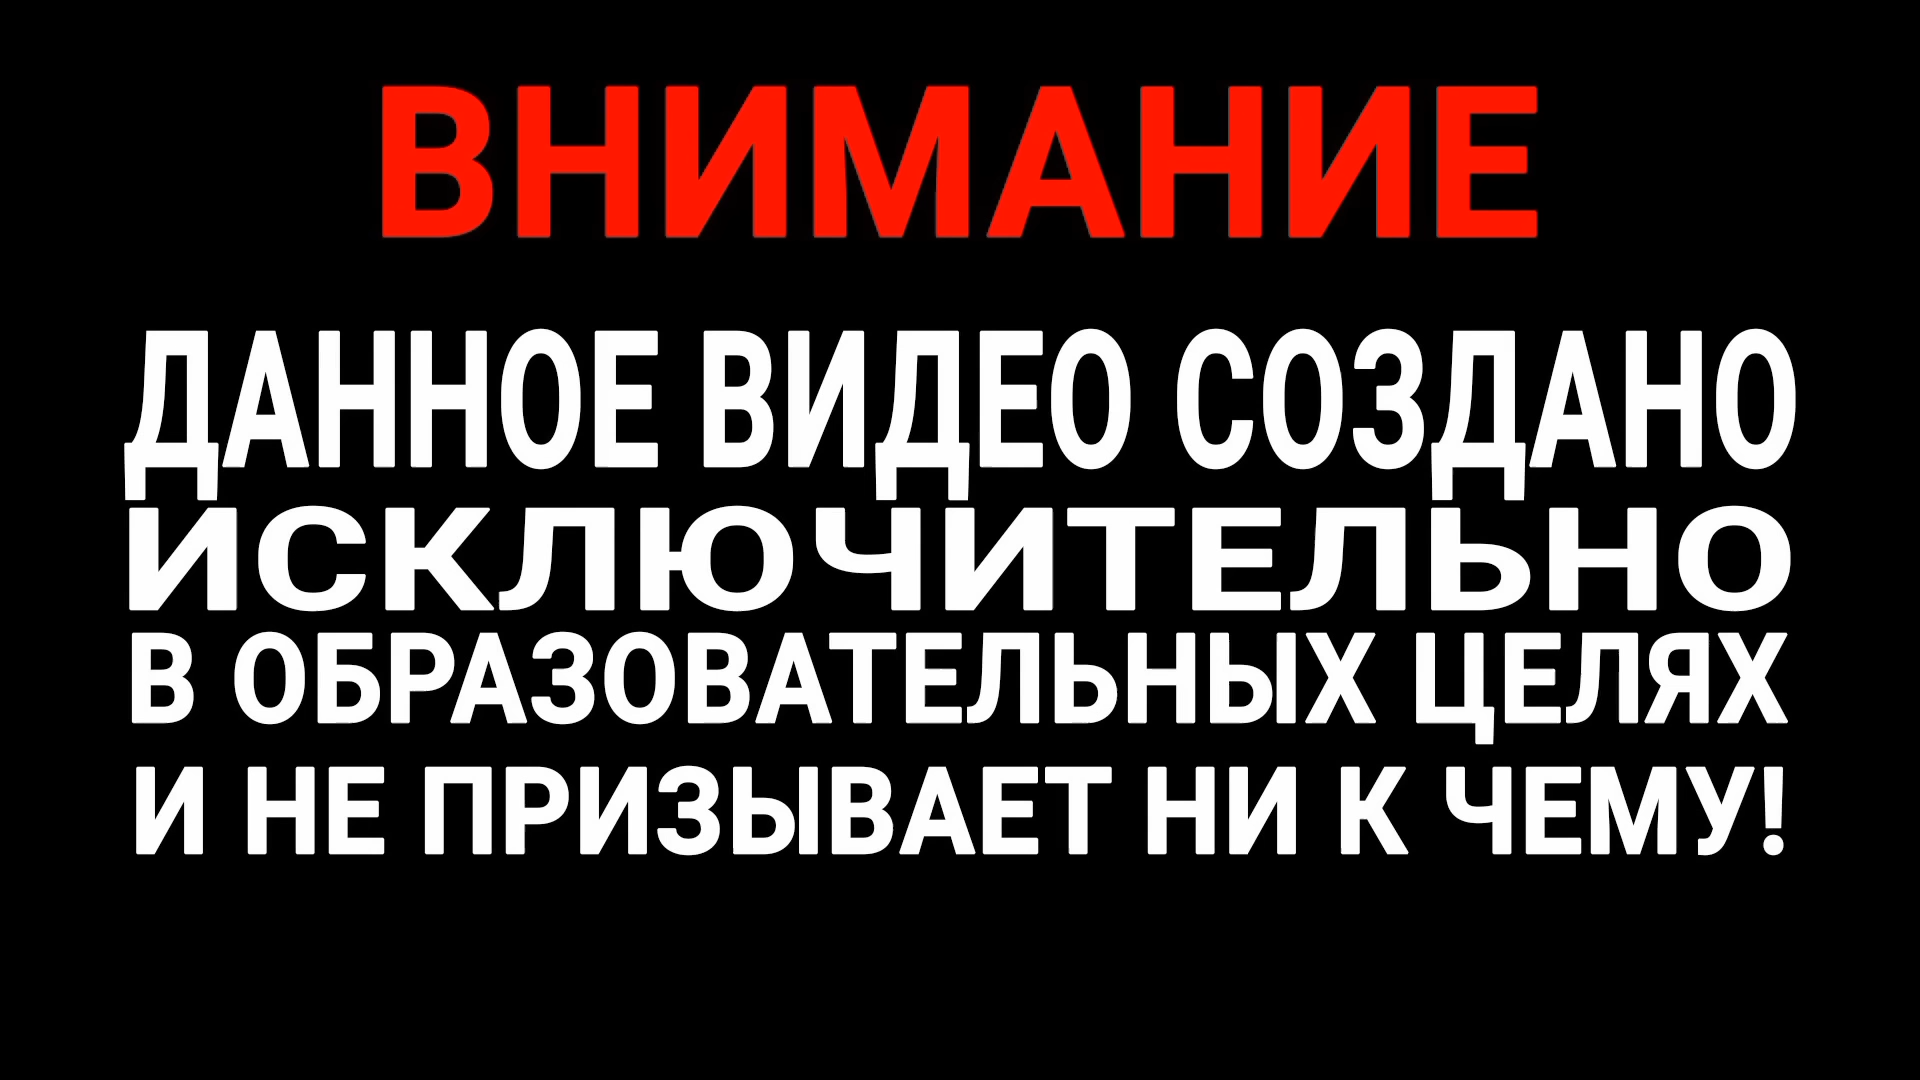 ВНИМАНИЕ
ДАННОЕ ВИДЕО СОЗДАНО
ИСКЛЮЧИТЕЛЬНО
В ОБРАЗОВАТЕЛЬНЫХ ЦЕЛЯХ
И НЕ ПРИЗЫВАЕТ НИ К ЧЕМУ!